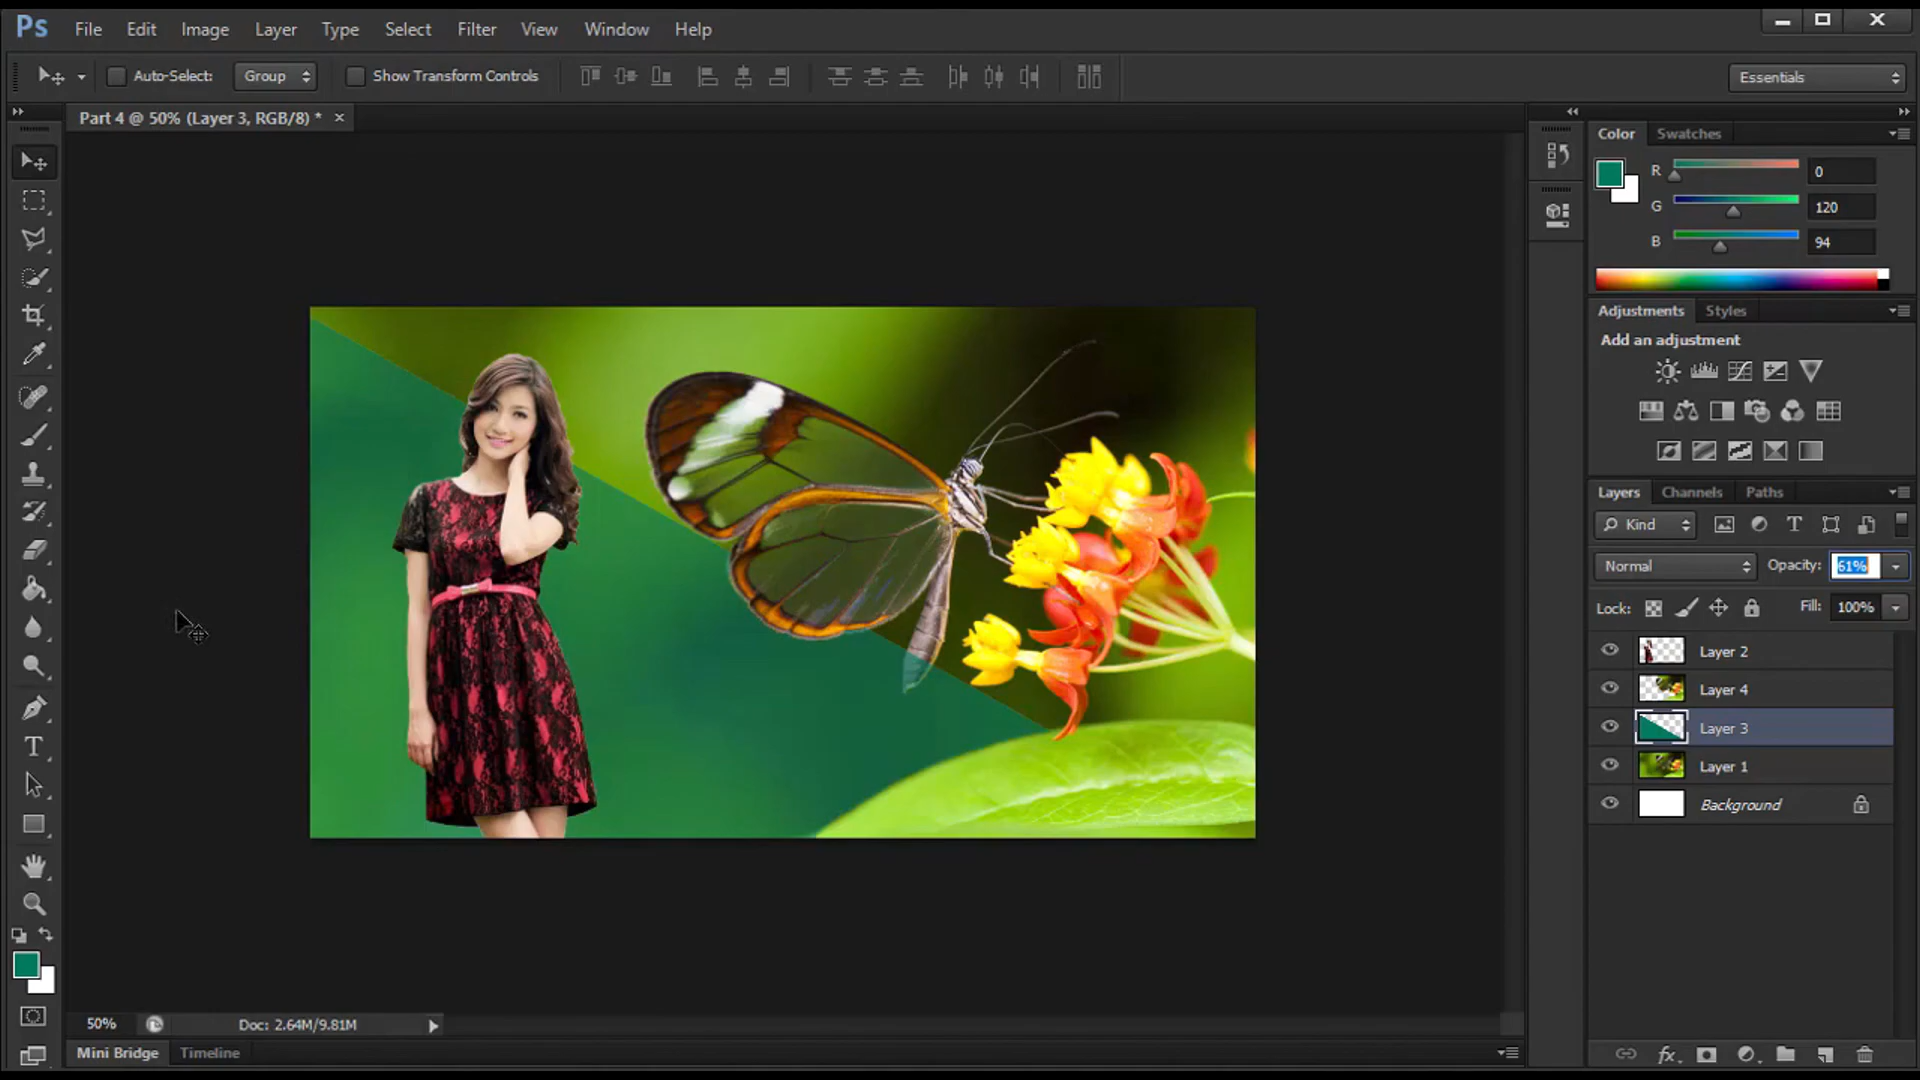 Ps File Edit Image Layer Type Select Filter View Window Help
Auto-Select: Group Show Transform Controls Essentials
Part 4 @ 50% (Layer 3, RGB/8) * ×
Color Swatches
R 0
G 120
B 94
Adjustments Styles
Add an adjustment
Layers Channels Paths
Kind
Normal Opacity: 61%
Lock: Fill: 100%
Layer 2
Layer 4
Layer 3
Layer 1
Background
50% Doc: 2.64M/9.81M
Mini Bridge Timeline